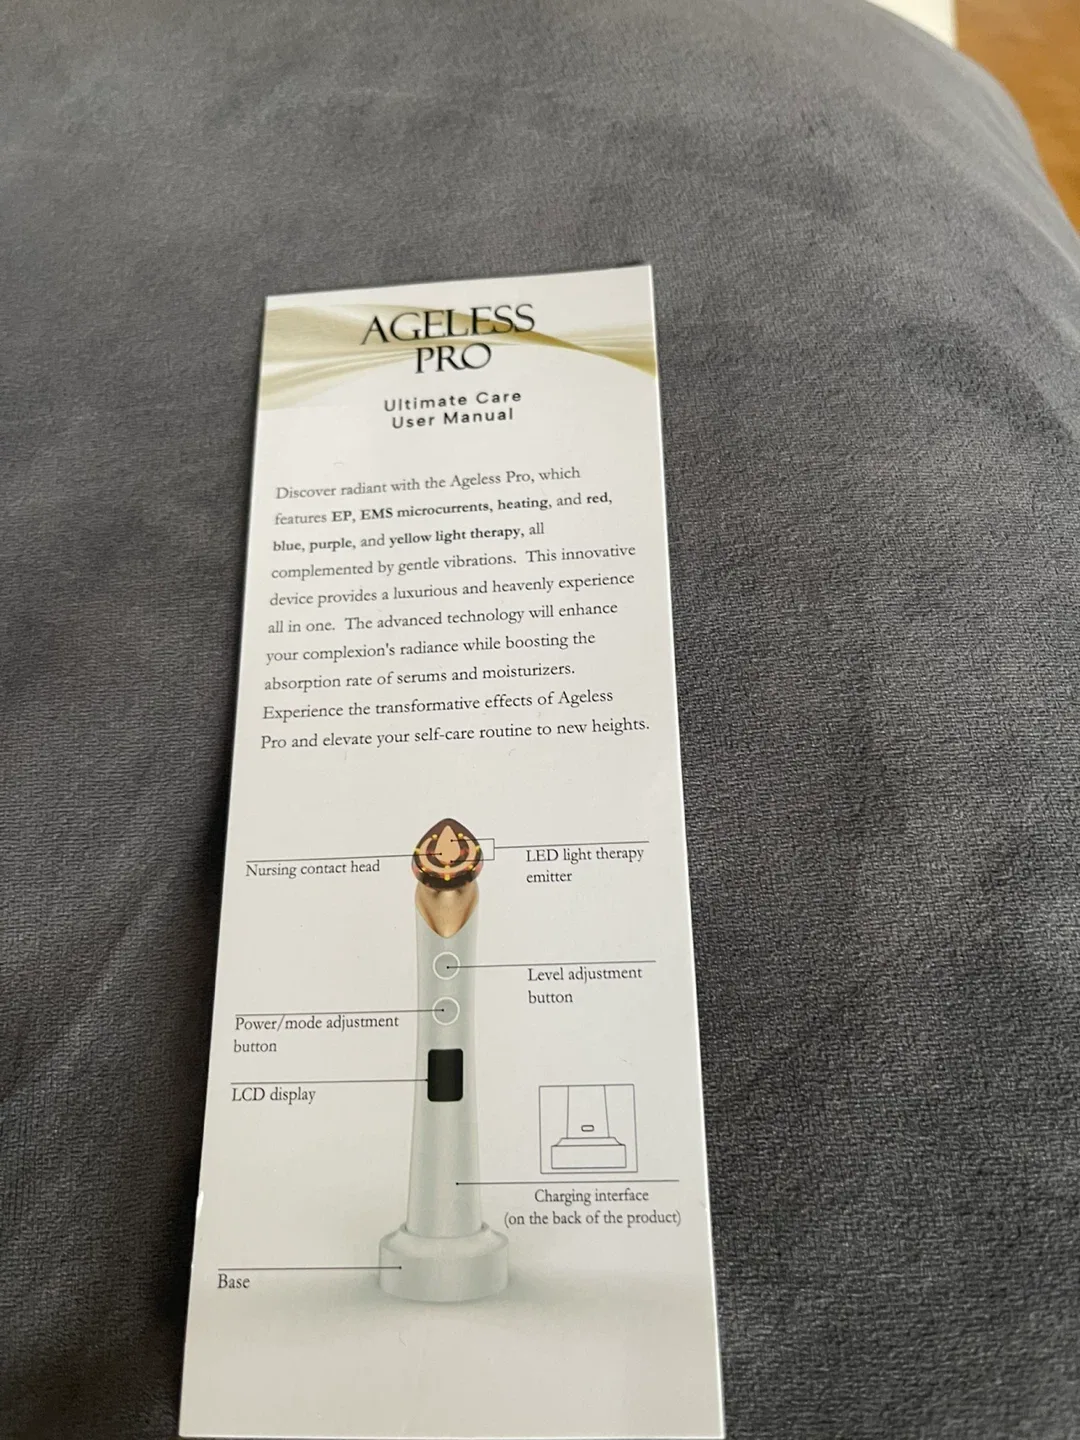 AGELESS
PRO
Ultimate Care
User Manual
Discover radiant with the Ageless Pro, which
features EP, EMS microcurrents, heating, and red,
blue, purple, and yellow light therapy, all
complemented by gentle vibrations. This innovative
device provides a luxurious and heavenly experience
all in one. The advanced technology will enhance
your complexion's radiance while boosting the
absorption rate of serums and moisturizers.
Experience the transformative effects of Ageless
Pro and elevate your self-care routine to new heights.
Nursing contact head
LED light therapy
emitter
Level adjustment
button
Power/mode adjustment
button
LCD display
Charging interface
(on the back of the product)
Base